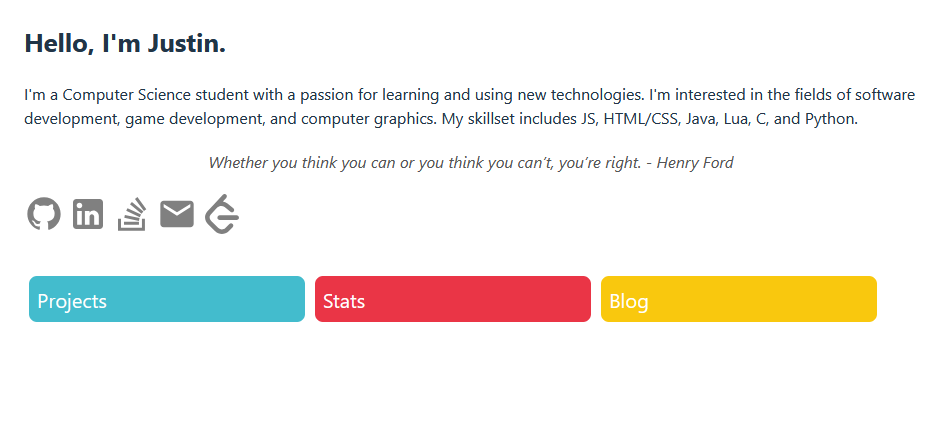 Hello, I'm Justin.
I'm a Computer Science student with a passion for learning and using new technologies. I'm interested in the fields of software
development, game development, and computer graphics. My skillset includes JS, HTML/CSS, Java, Lua, C, and Python.
Whether you think you can or you think you can’t, you’re right. - Henry Ford
in
Projects
Stats
Blog